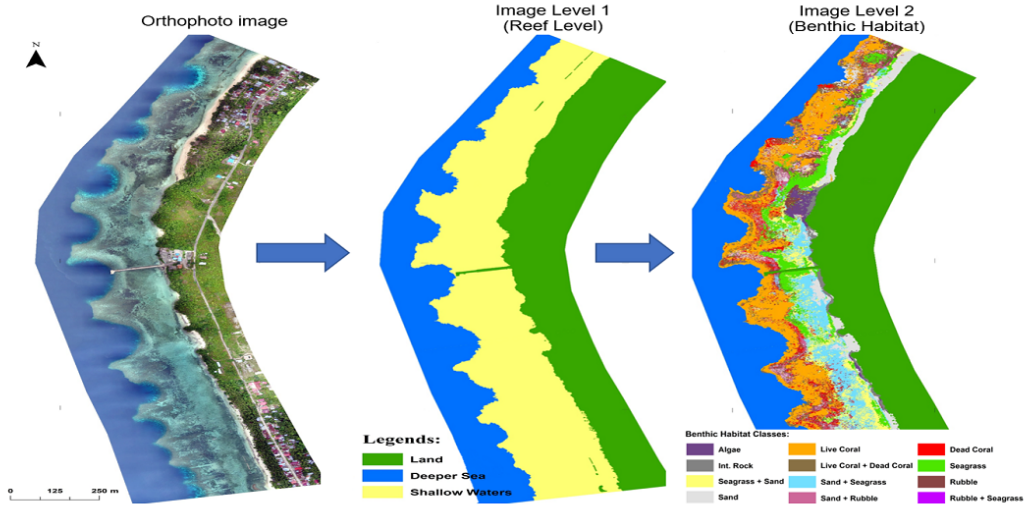 Orthophoto image
Image Level 1
(Reef Level)
Image Level 2
(Benthic Habitat)
N
0 125 250 m
Legends:
Land
Deeper Sea
Shallow Waters
Benthic Habitat Classes:
Algae
Live Coral
Dead Coral
Int. Rock
Live Coral + Dead Coral
Seagrass
Seagrass + Sand
Sand + Seagrass
Rubble
Sand
Sand + Rubble
Rubble + Seagrass